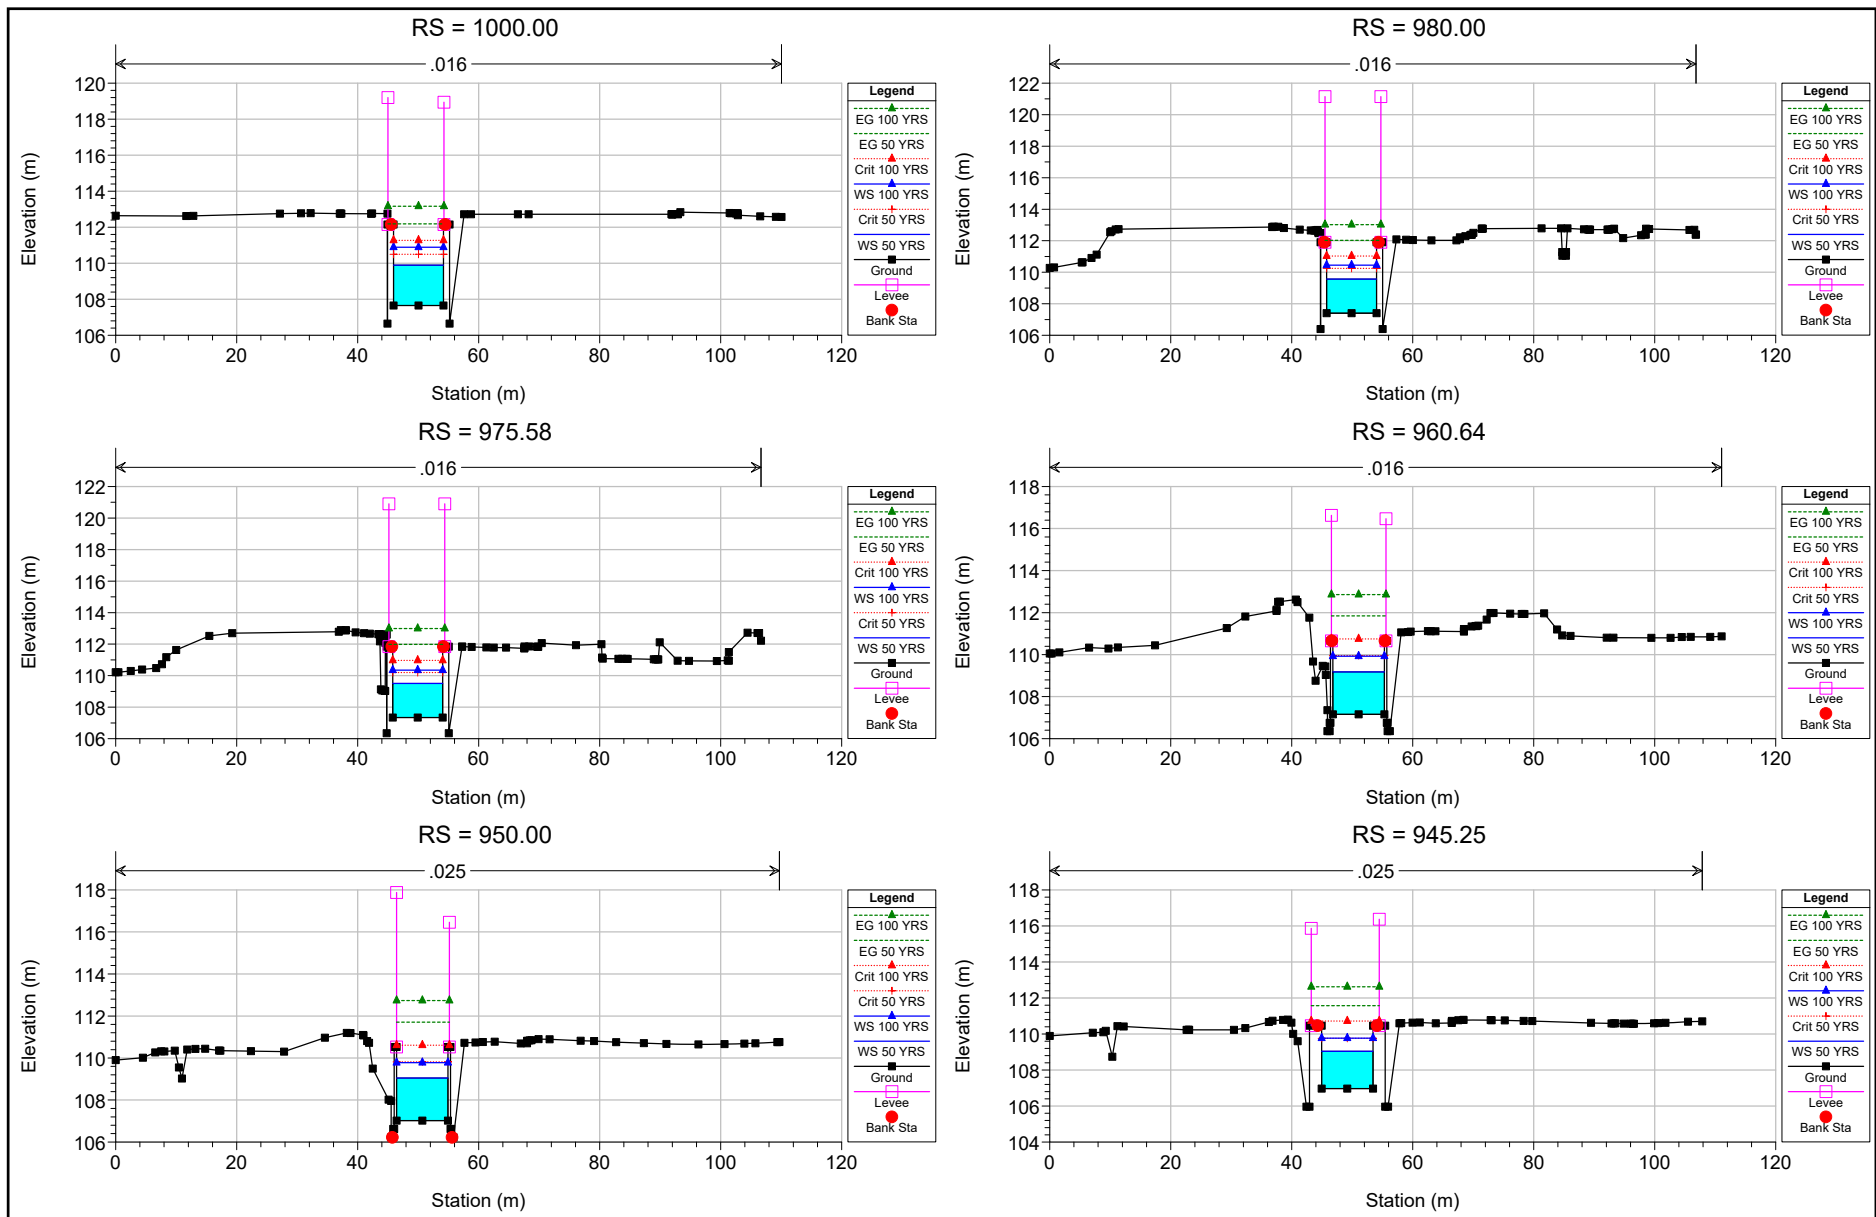 RS = 1000.00
.016
Elevation (m)
120
118
116
114
112
110
108
106
0 20 40 60 80 100 120
Station (m)
Legend
EG 100 YRS
EG 50 YRS
Crit 100 YRS
WS 100 YRS
Crit 50 YRS
WS 50 YRS
Ground
Levee
Bank Sta
RS = 980.00
.016
Elevation (m)
122
120
118
116
114
112
110
108
106
0 20 40 60 80 100 120
Station (m)
Legend
EG 100 YRS
EG 50 YRS
Crit 100 YRS
WS 100 YRS
Crit 50 YRS
WS 50 YRS
Ground
Levee
Bank Sta
RS = 975.58
.016
Elevation (m)
122
120
118
116
114
112
110
108
106
0 20 40 60 80 100 120
Station (m)
Legend
EG 100 YRS
EG 50 YRS
Crit 100 YRS
WS 100 YRS
Crit 50 YRS
WS 50 YRS
Ground
Levee
Bank Sta
RS = 960.64
.016
Elevation (m)
118
116
114
112
110
108
106
0 20 40 60 80 100 120
Station (m)
Legend
EG 100 YRS
EG 50 YRS
Crit 100 YRS
Crit 50 YRS
WS 100 YRS
WS 50 YRS
Ground
Levee
Bank Sta
RS = 950.00
.025
Elevation (m)
118
116
114
112
110
108
106
0 20 40 60 80 100 120
Station (m)
Legend
EG 100 YRS
EG 50 YRS
Crit 100 YRS
Crit 50 YRS
WS 100 YRS
WS 50 YRS
Ground
Levee
Bank Sta
RS = 945.25
.025
Elevation (m)
118
116
114
112
110
108
106
104
0 20 40 60 80 100 120
Station (m)
Legend
EG 100 YRS
EG 50 YRS
Crit 100 YRS
WS 100 YRS
Crit 50 YRS
WS 50 YRS
Ground
Levee
Bank Sta